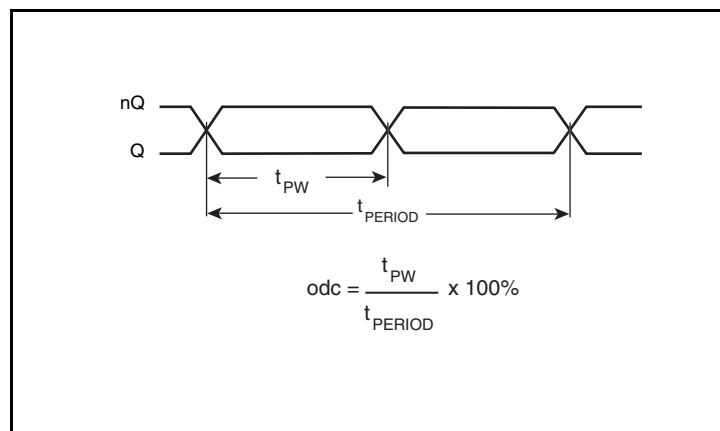 nQ
Q
tPW
tPERIOD
odc = tPW / tPERIOD x 100%